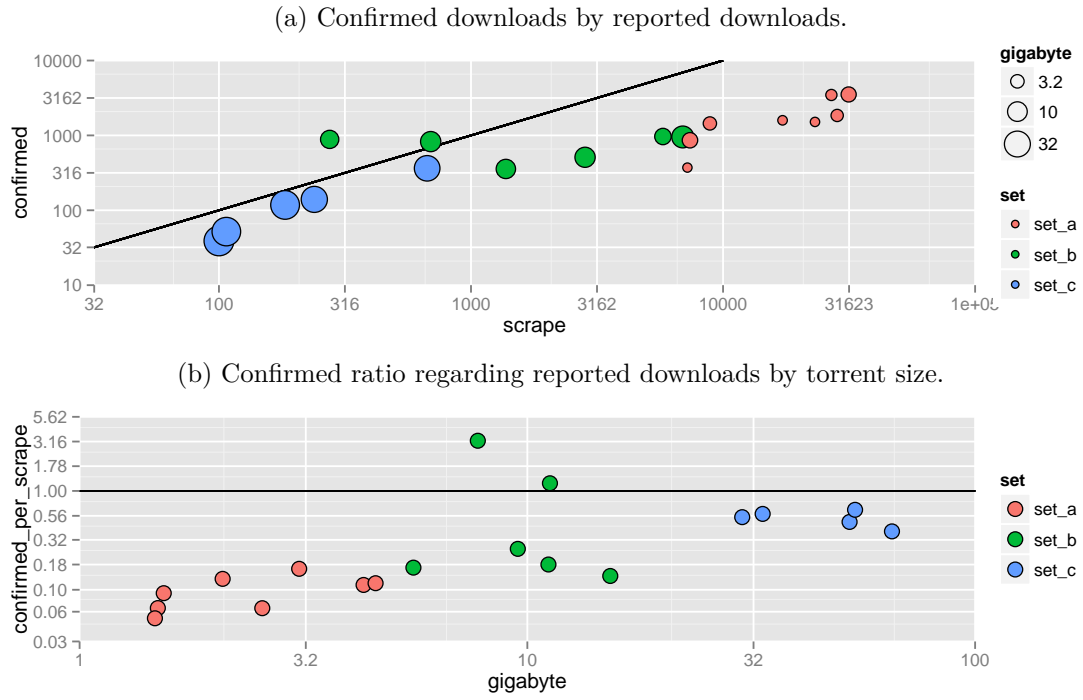 (a) Confirmed downloads by reported downloads.
10000
3162
1000
316
100
32
10
confirmed
32
100
316
1000
3162
10000
31623
scrape
gigabyte
3.2
10
32
set
set_a
set_b
set_c
(b) Confirmed ratio regarding reported downloads by torrent size.
5.62
3.16
1.78
1.00
0.56
0.32
0.18
0.10
0.06
0.03
confirmed_per_scrape
1
3.2
10
32
100
gigabyte
set
set_a
set_b
set_c